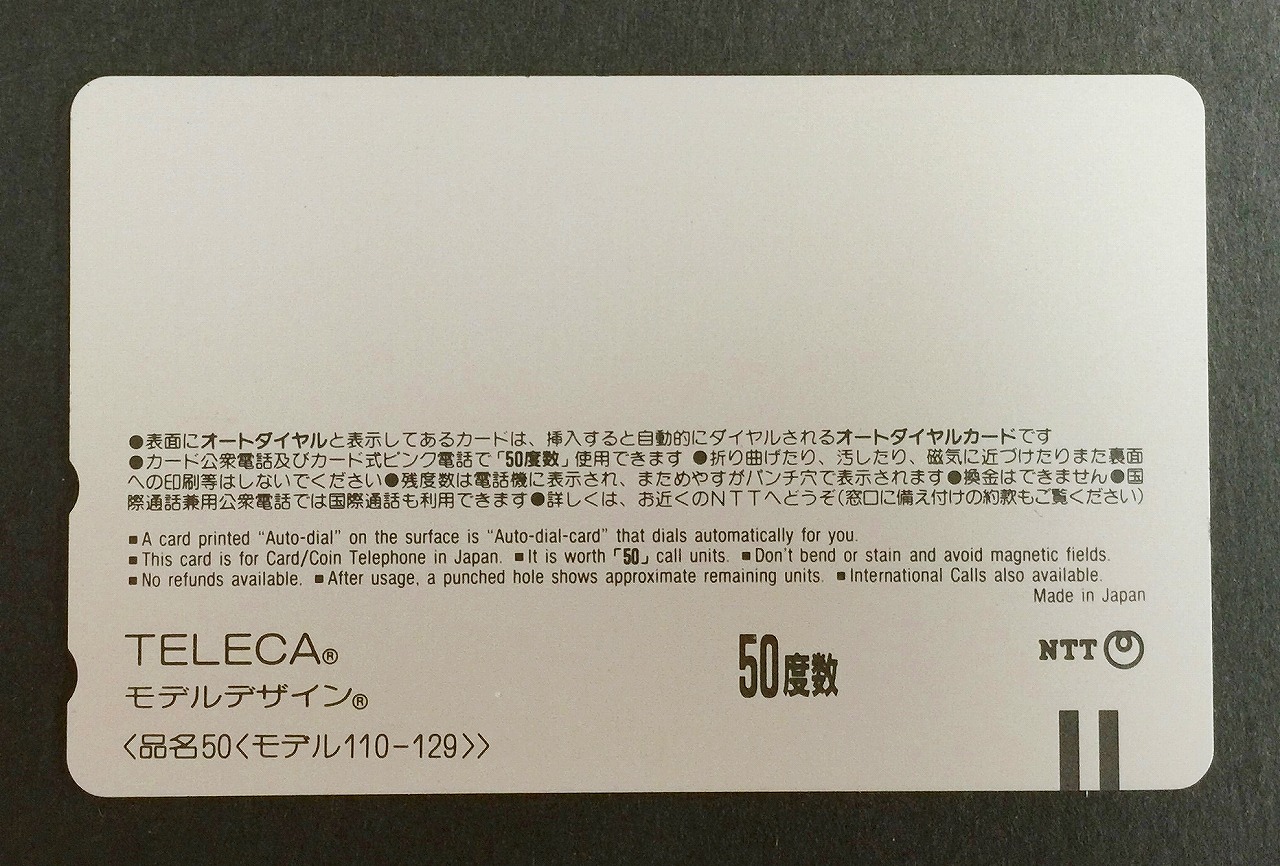 ●表面にオートダイヤルと表示してあるカードは、挿入すると自動的にダイヤルされるオートダイヤルカードです
●カード公衆電話及びカード式ピンク電話で「50度数」使用できます ●折り曲げたり、汚したり、磁気に近づけたりまた裏面
への印刷等はしないでください●残度数は電話機に表示され、まためやすがパンチ穴で表示されます●換金はできません●国
際通話兼用公衆電話では国際通話も利用できます●詳しくは、お近くのNTTへどうぞ(窓口に備え付けの約款もご覧ください)
■A card printed “Auto-dial” on the surface is “Auto-dial-card” that dials automatically for you.
■This card is for Card/Coin Telephone in Japan. ■It is worth 「50」 call units. ■Don't bend or stain and avoid magnetic fields.
■No refunds available. ■After usage, a punched hole shows approximate remaining units. ■International Calls also available.
Made in Japan
TELECA®
モデルデザイン®
50度数
NTT
〈品名50〈モデル110-129〉〉